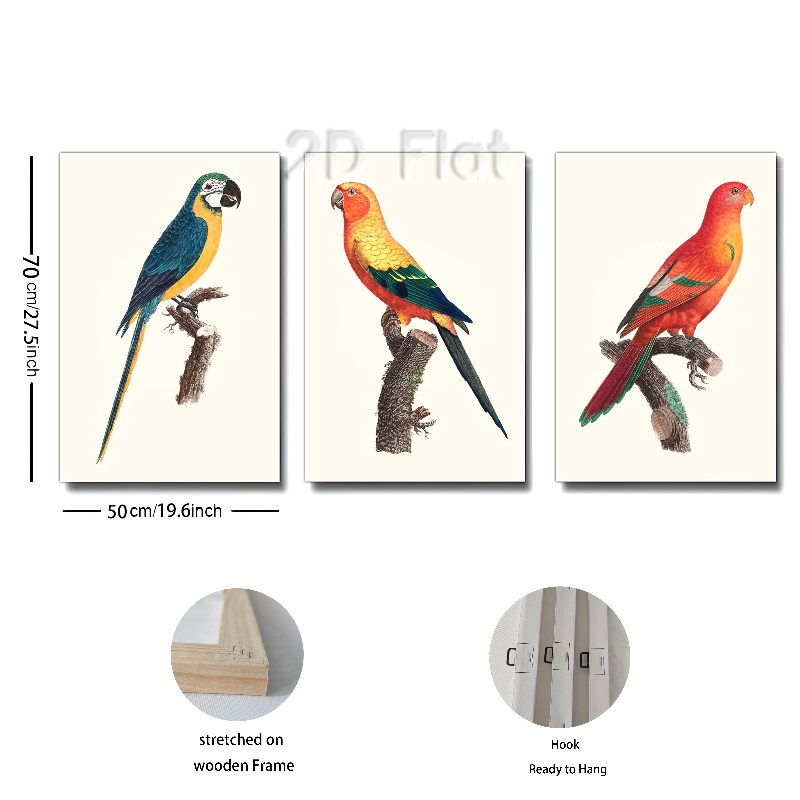 2D Flat
70 cm/27.5inch
50cm/19.6inch
stretched on
wooden Frame
Hook
Ready to Hang